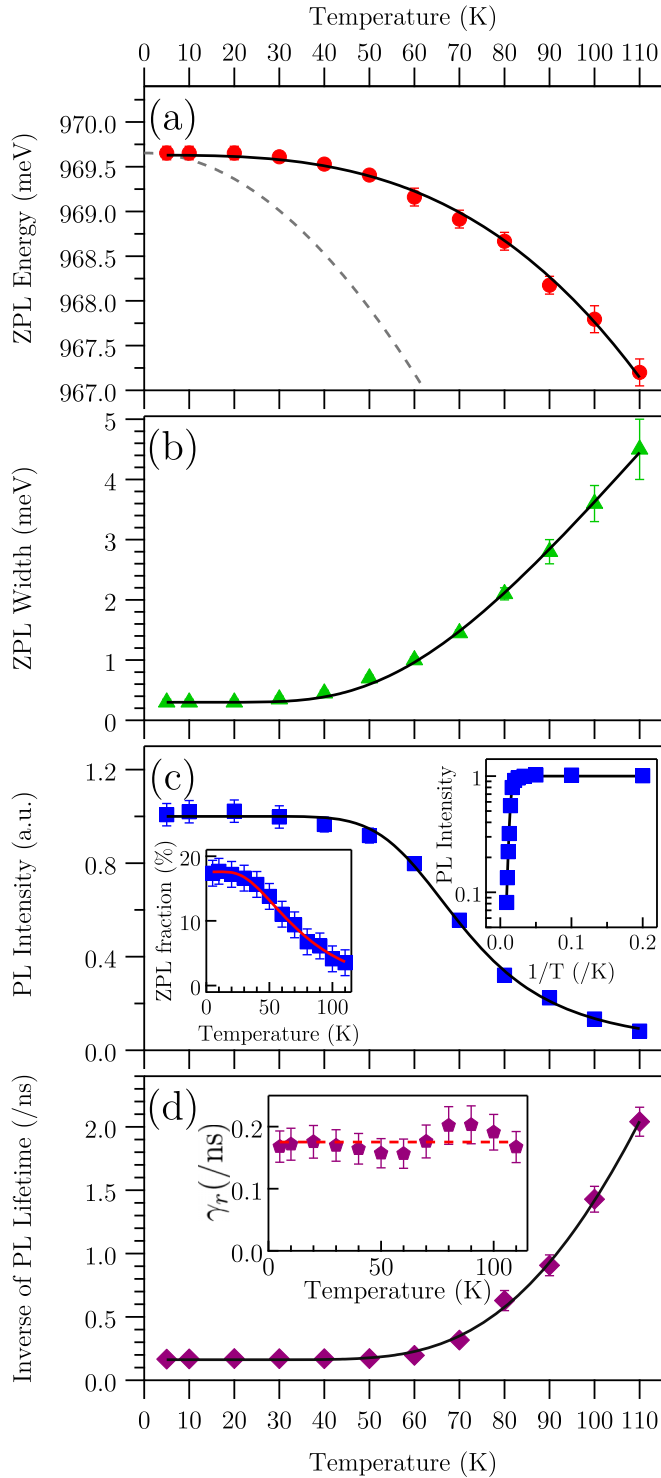 Temperature (K)
0 10 20 30 40 50 60 70 80 90 100 110
(a)
ZPL Energy (meV)
970.0
969.5
969.0
968.5
968.0
967.5
967.0
(b)
ZPL Width (meV)
5
4
3
2
1
0
(c)
PL Intensity (a.u.)
1.2
0.8
0.4
0.0
PL Intensity
1
0.1
0.0 0.1 0.2
1/T (/K)
ZPL fraction (%)
20
10
0
0 50 100
Temperature (K)
(d)
Inverse of PL Lifetime (/ns)
2.0
1.5
1.0
0.5
0.0
γr(/ns)
0.2
0.1
0.0
0 50 100
Temperature (K)
0 10 20 30 40 50 60 70 80 90 100 110
Temperature (K)